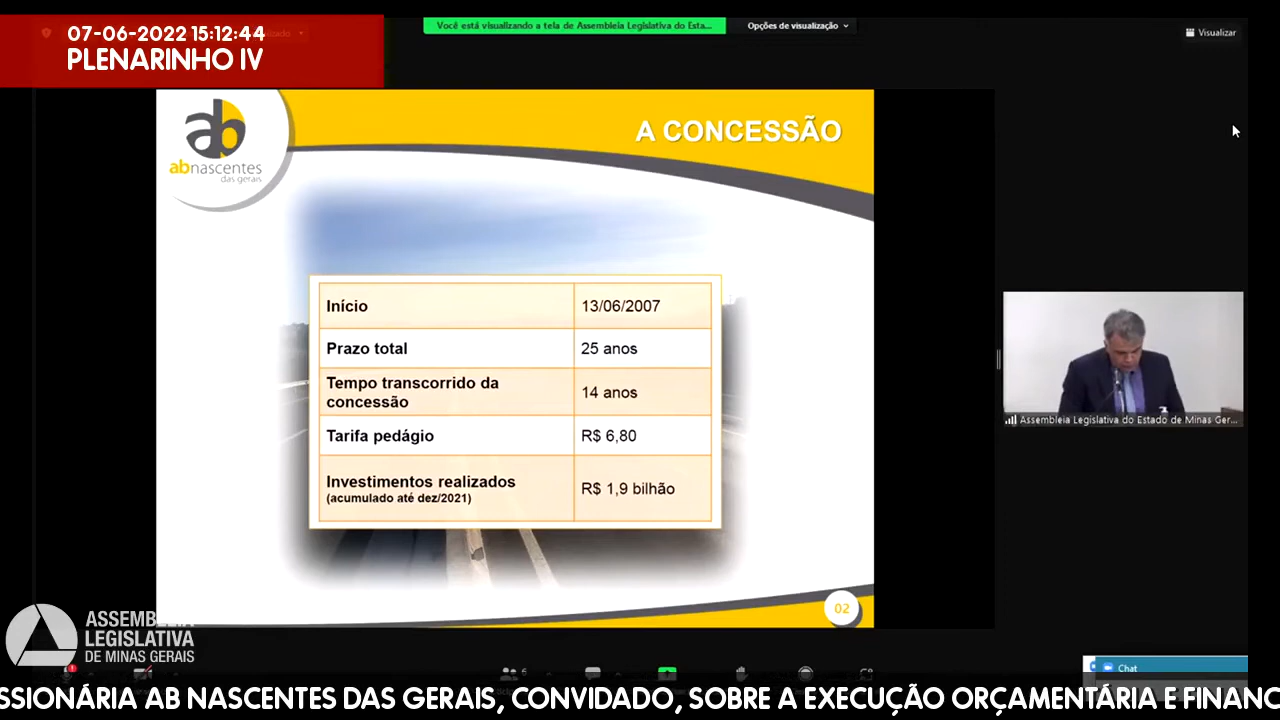 07-06-2022 15:12:44
PLENARINHO IV
Você está visualizando a tela de Assembleia Legislativa do Esta...
Opções de visualização
Visualizar
ab
abnascentes
das gerais
A CONCESSÃO
Início
13/06/2007
Prazo total
25 anos
Tempo transcorrido da
concessão
14 anos
Tarifa pedágio
R$ 6,80
Investimentos realizados
(acumulado até dez/2021)
R$ 1,9 bilhão
02
Assembleia Legislativa do Estado de Minas Ger...
ASSEMBLEIA
LEGISLATIVA
DE MINAS GERAIS
6
Chat
SSIONÁRIA AB NASCENTES DAS GERAIS, CONVIDADO, SOBRE A EXECUÇÃO ORÇAMENTÁRIA E FINANC